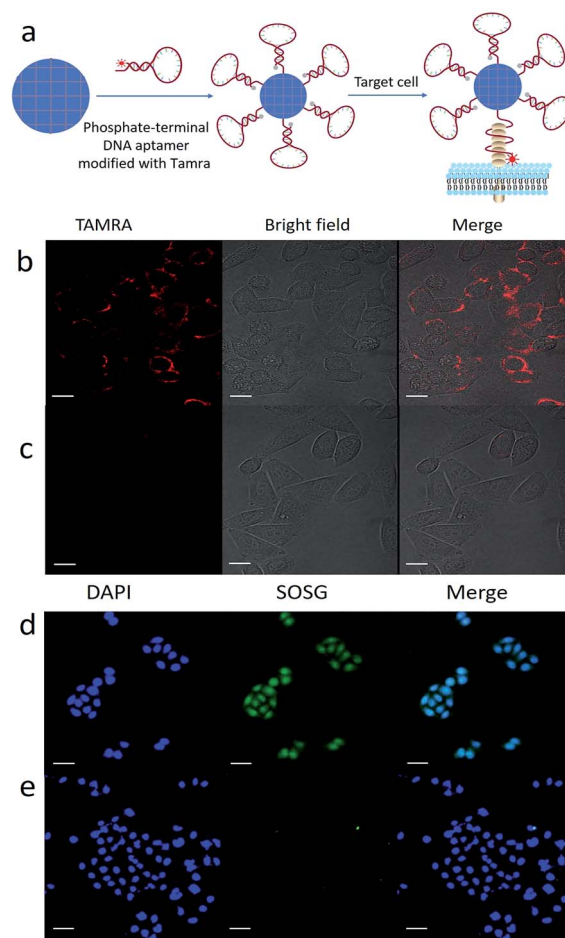 a
Target cell
Phosphate-terminal
DNA aptamer
modified with Tamra
TAMRA Bright field Merge
b
c
DAPI SOSG Merge
d
e